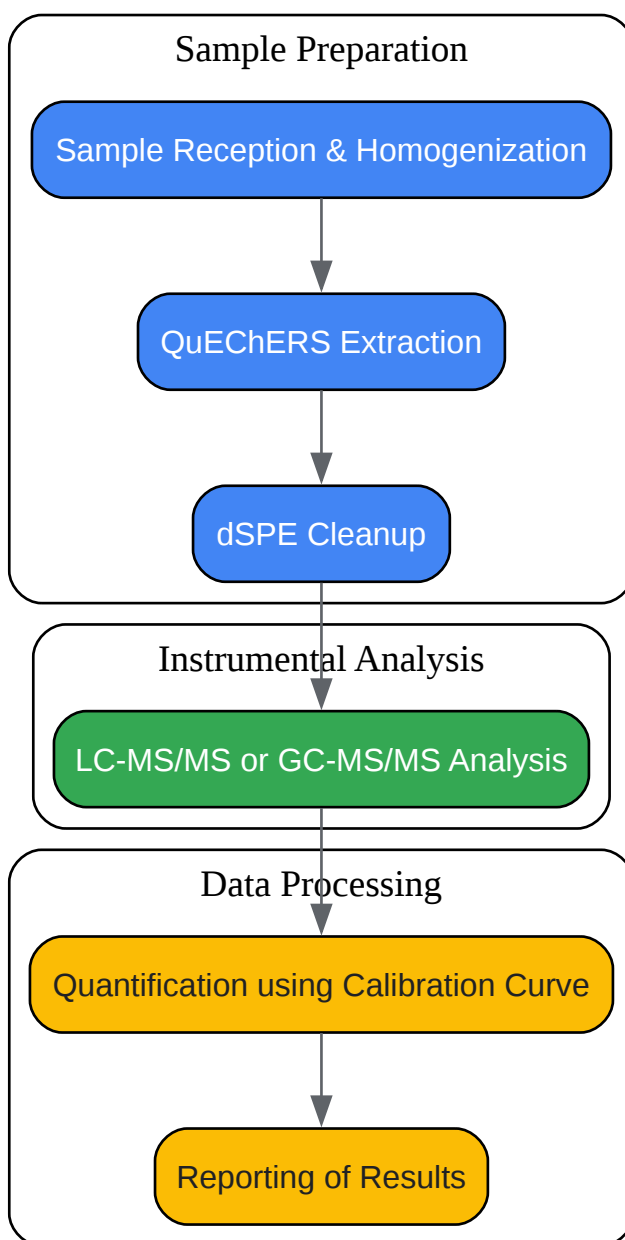 Sample Preparation
Sample Reception & Homogenization
QuEChERS Extraction
dSPE Cleanup
Instrumental Analysis
LC-MS/MS or GC-MS/MS Analysis
Data Processing
Quantification using Calibration Curve
Reporting of Results